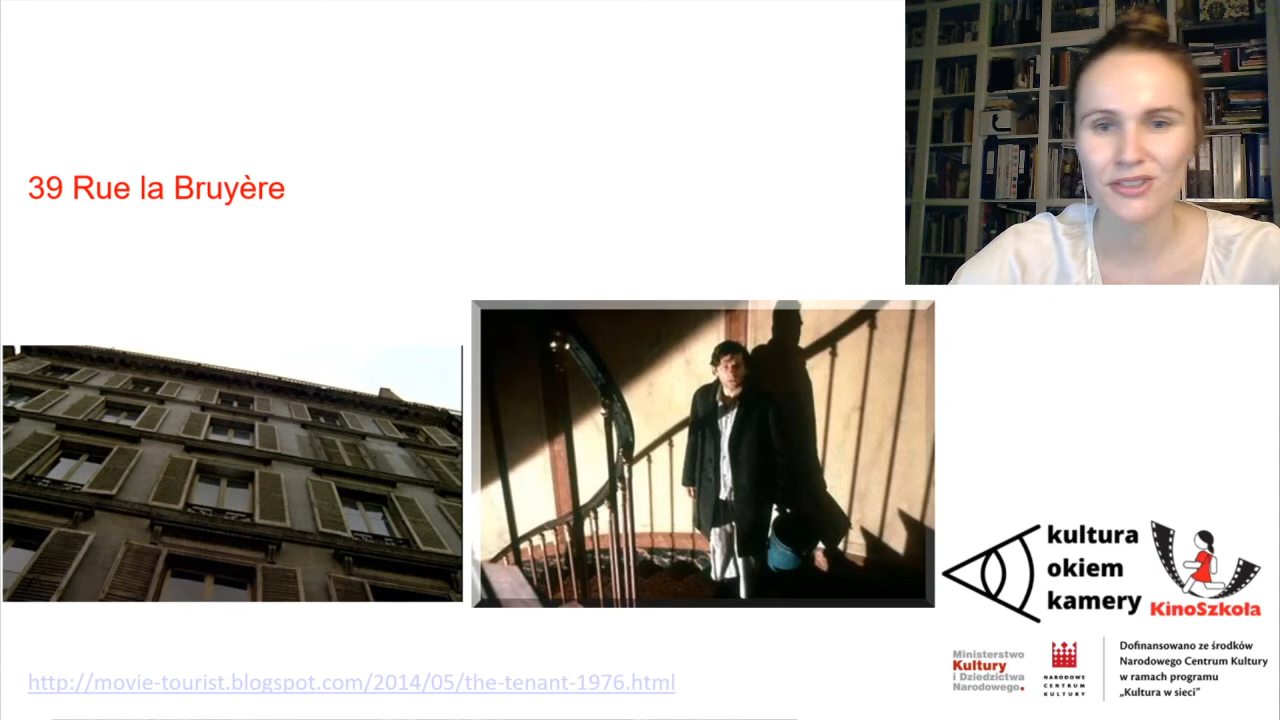 39 Rue la Bruyère
kultura
okiem
kamery
KinoSzkoła
Ministerstwo
Kultury
i Dziedzictwa
Narodowego.
NARODOWE
CENTRUM
KULTURY
Dofinansowano ze środków
Narodowego Centrum Kultury
w ramach programu
„Kultura w sieci”
http://movie-tourist.blogspot.com/2014/05/the-tenant-1976.html